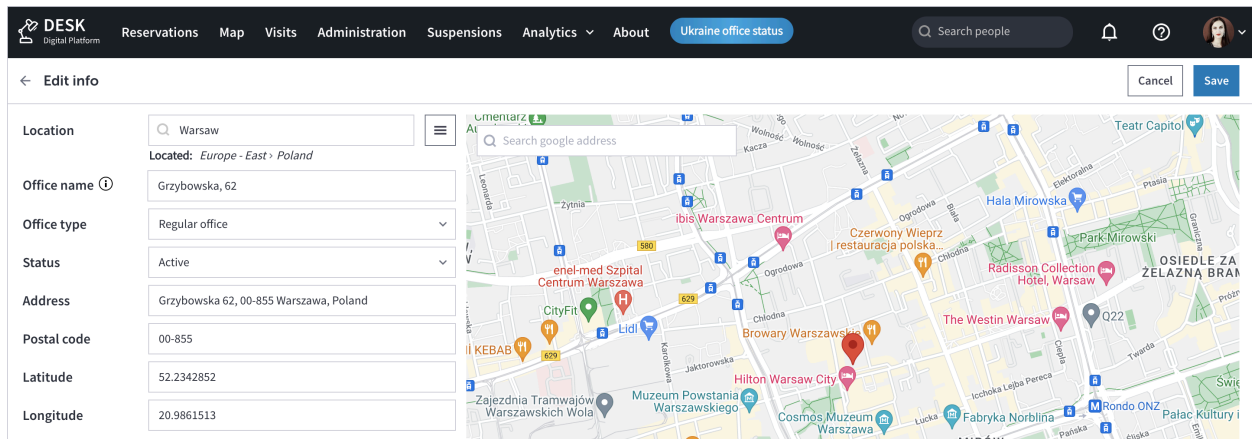 DESK
Digital Platform
Reservations Map Visits Administration Suspensions Analytics About Ukraine office status Search people
Edit info Cancel Save
Location Warsaw
Located: Europe - East › Poland
Office name Grzybowska, 62
Office type Regular office
Status Active
Address Grzybowska 62, 00-855 Warszawa, Poland
Postal code 00-855
Latitude 52.2342852
Longitude 20.9861513
Cmentarz
Search google address
Teatr Capitol
Wolność
Wolność
Kacza
Żelazna
Leonarda
Żytnia
Elektoralna
Ptasia
Hala Mirowska
Ogrodowa
Biała
Graniczna
ibis Warszawa Centrum
Czerwony Wieprz
| restauracja polska...
Chłodna
Park Mirowski
580
OSIEDLE ZA
ŻELAZNĄ BRAM
enel-med Szpital
Centrum Warszawa
Ogrodowa
Radisson Collection
Hotel, Warsaw
CityFit
629
Chłodna
The Westin Warsaw
Q22
Lidl
Browary Warszawskie
KEBAB
629
Karolkowa
Jaktorowska
Ciepła
Twarda
Hilton Warsaw City
Icchoka Lejba Pereca
Zajezdnia Tramwajów
Warszawskich Wola
Muzeum Powstania
Warszawskiego
Cosmos Muzeum
Warszawa
Łucka
Fabryka Norblina
M Rondo ONZ
Pałac Kultury i
Pańska
Śliska